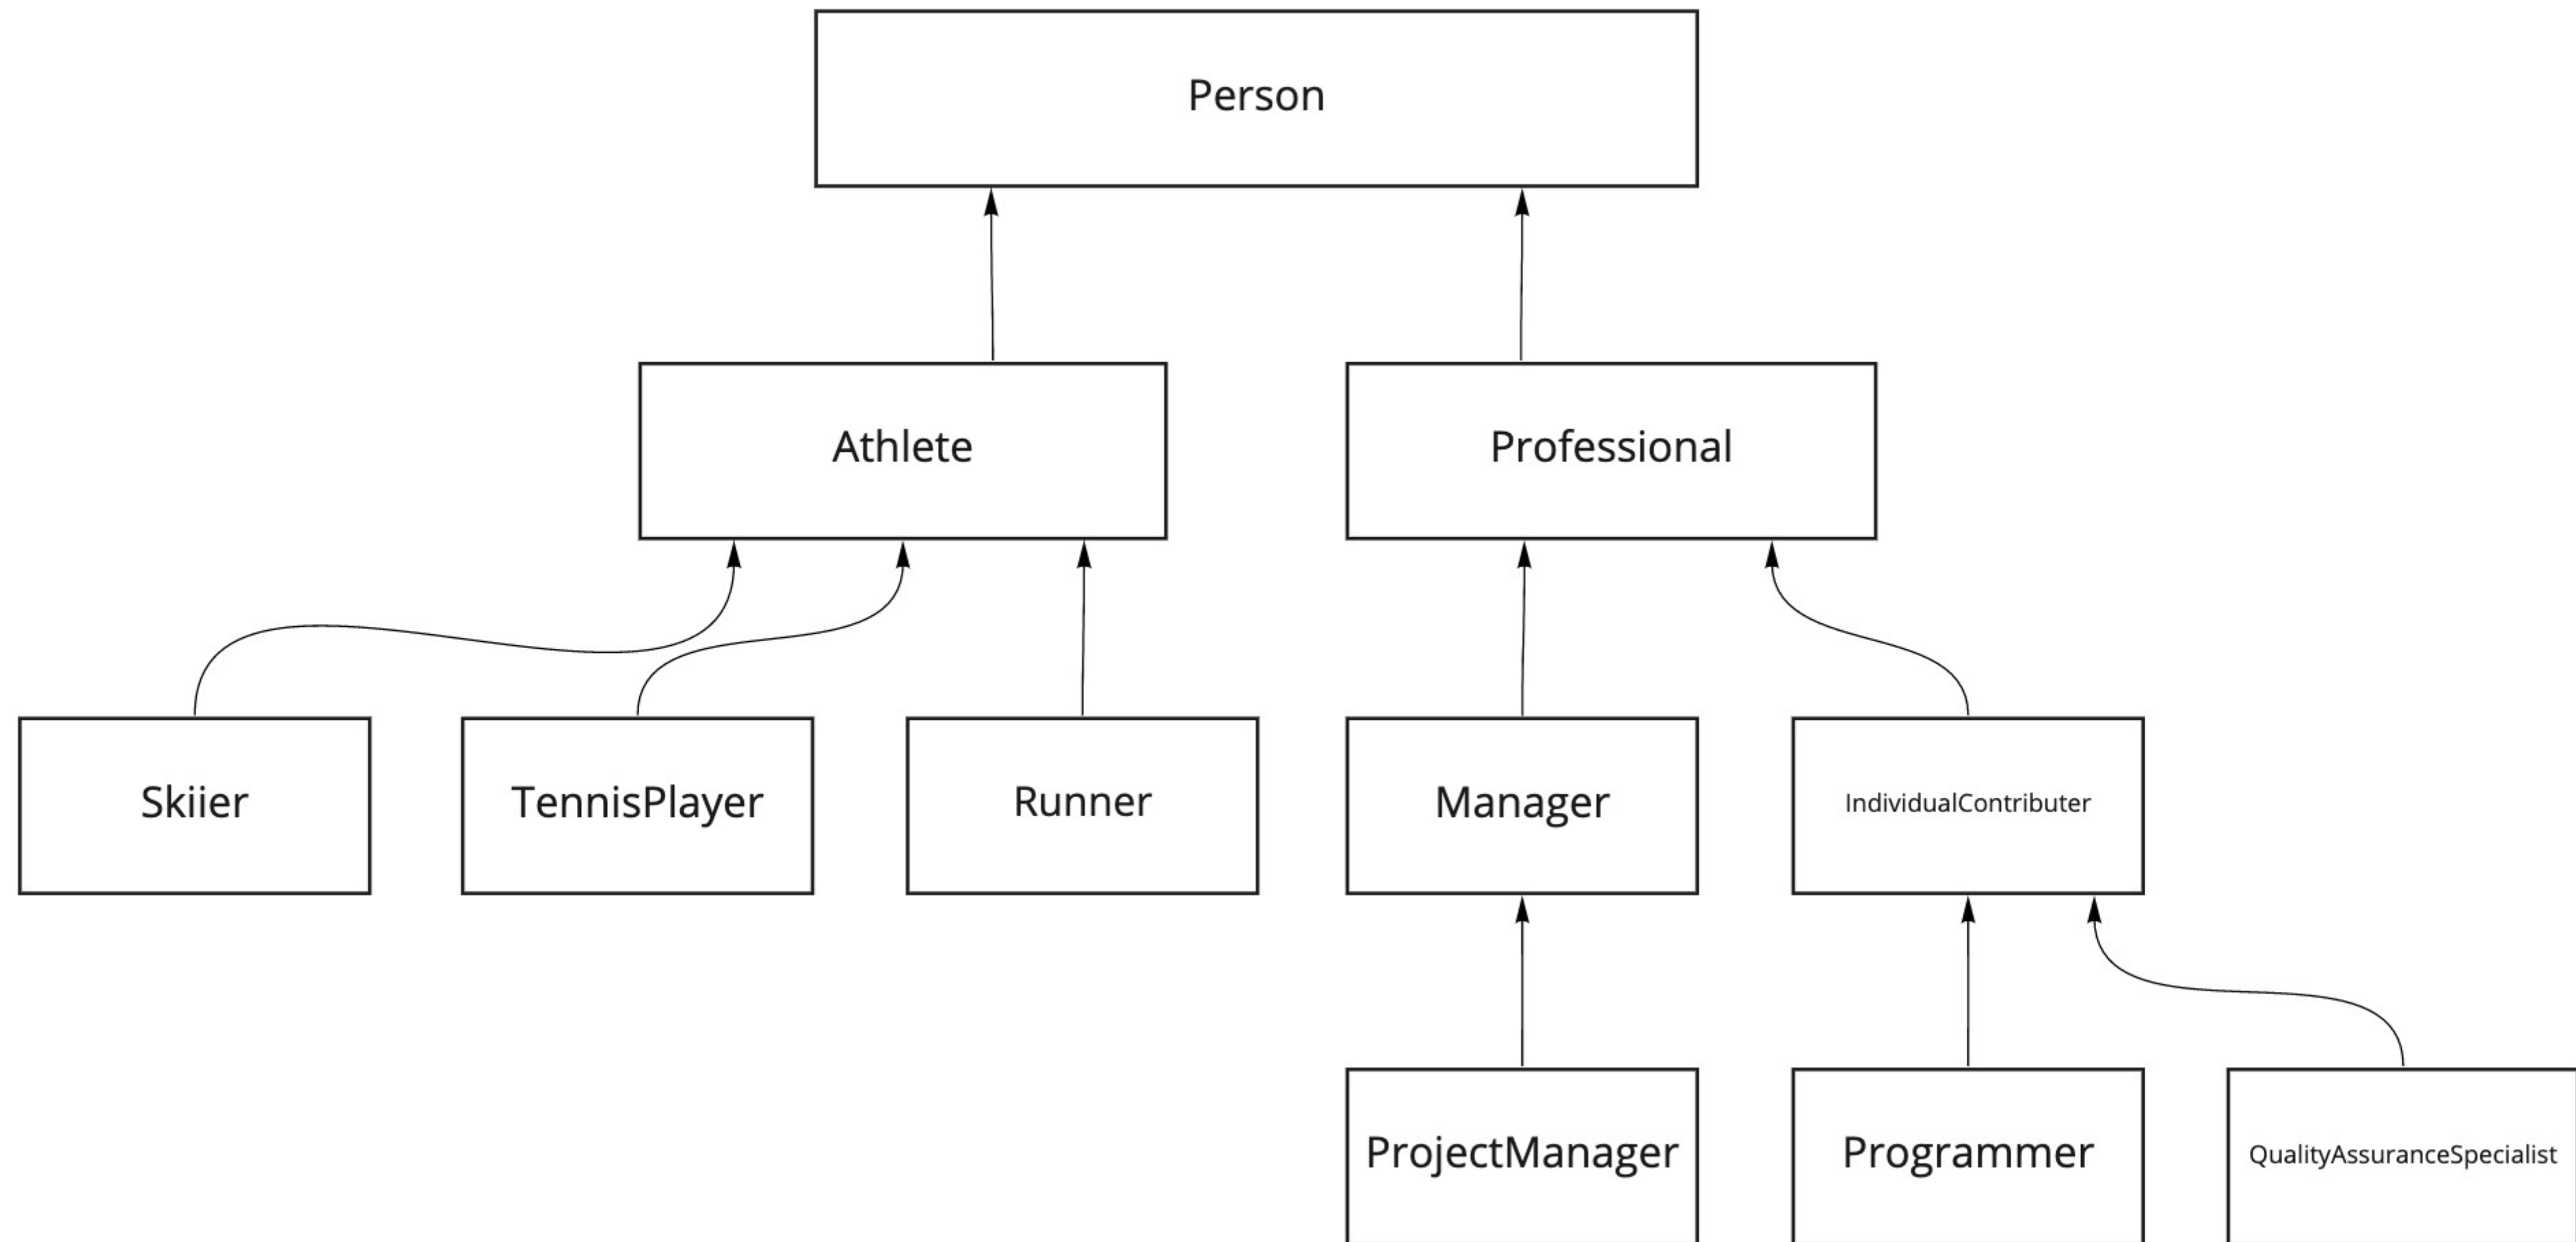 Person
Athlete
Professional
Skiier
TennisPlayer
Runner
Manager
IndividualContributer
ProjectManager
Programmer
QualityAssuranceSpecialist